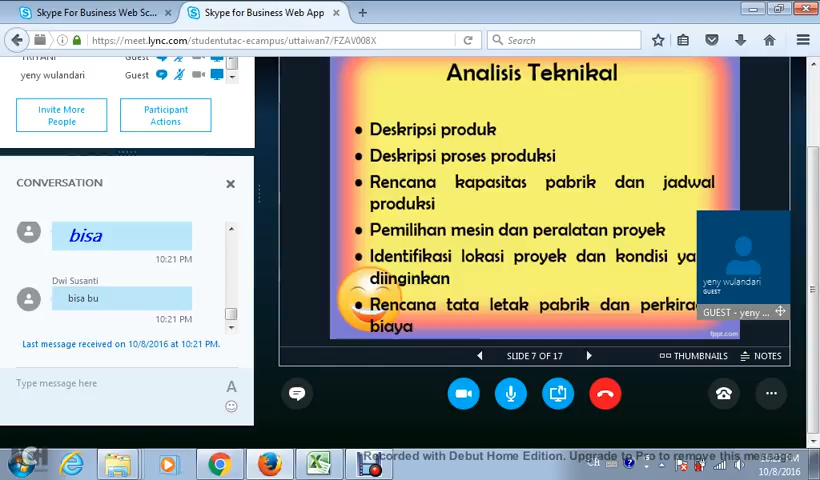 Skype For Business Web Sc...
Skype for Business Web App
https://meet.lync.com/studentutac-ecampus/uttaiwan7/FZAV008X
Search
Guest
yeny wulandari
Guest
Invite More People
Participant Actions
CONVERSATION
bisa
10:21 PM
Dwi Susanti
bisa bu
10:21 PM
Last message received on 10/8/2016 at 10:21 PM.
Type message here
A
Analisis Teknikal
• Deskripsi produk
• Deskripsi proses produksi
• Rencana kapasitas pabrik dan jadwal
produksi
• Pemilihan mesin dan peralatan proyek
• Identifikasi lokasi proyek dan kondisi
diinginkan
• Rencana tata letak pabrik dan
biaya
fppt.com
yeny wulandari
GUEST
GUEST - yeny ...
SLIDE 7 OF 17
THUMBNAILS
NOTES
Recorded with Debut Home Edition. Upgrade to Pro to remove this message
CH
10/8/2016